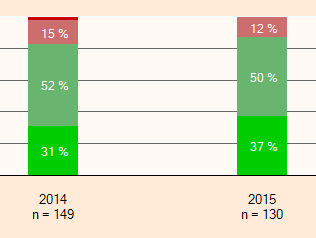 15 % 12 %
52 % 50 %
31 % 37 %
2014 2015
n = 149 n = 130